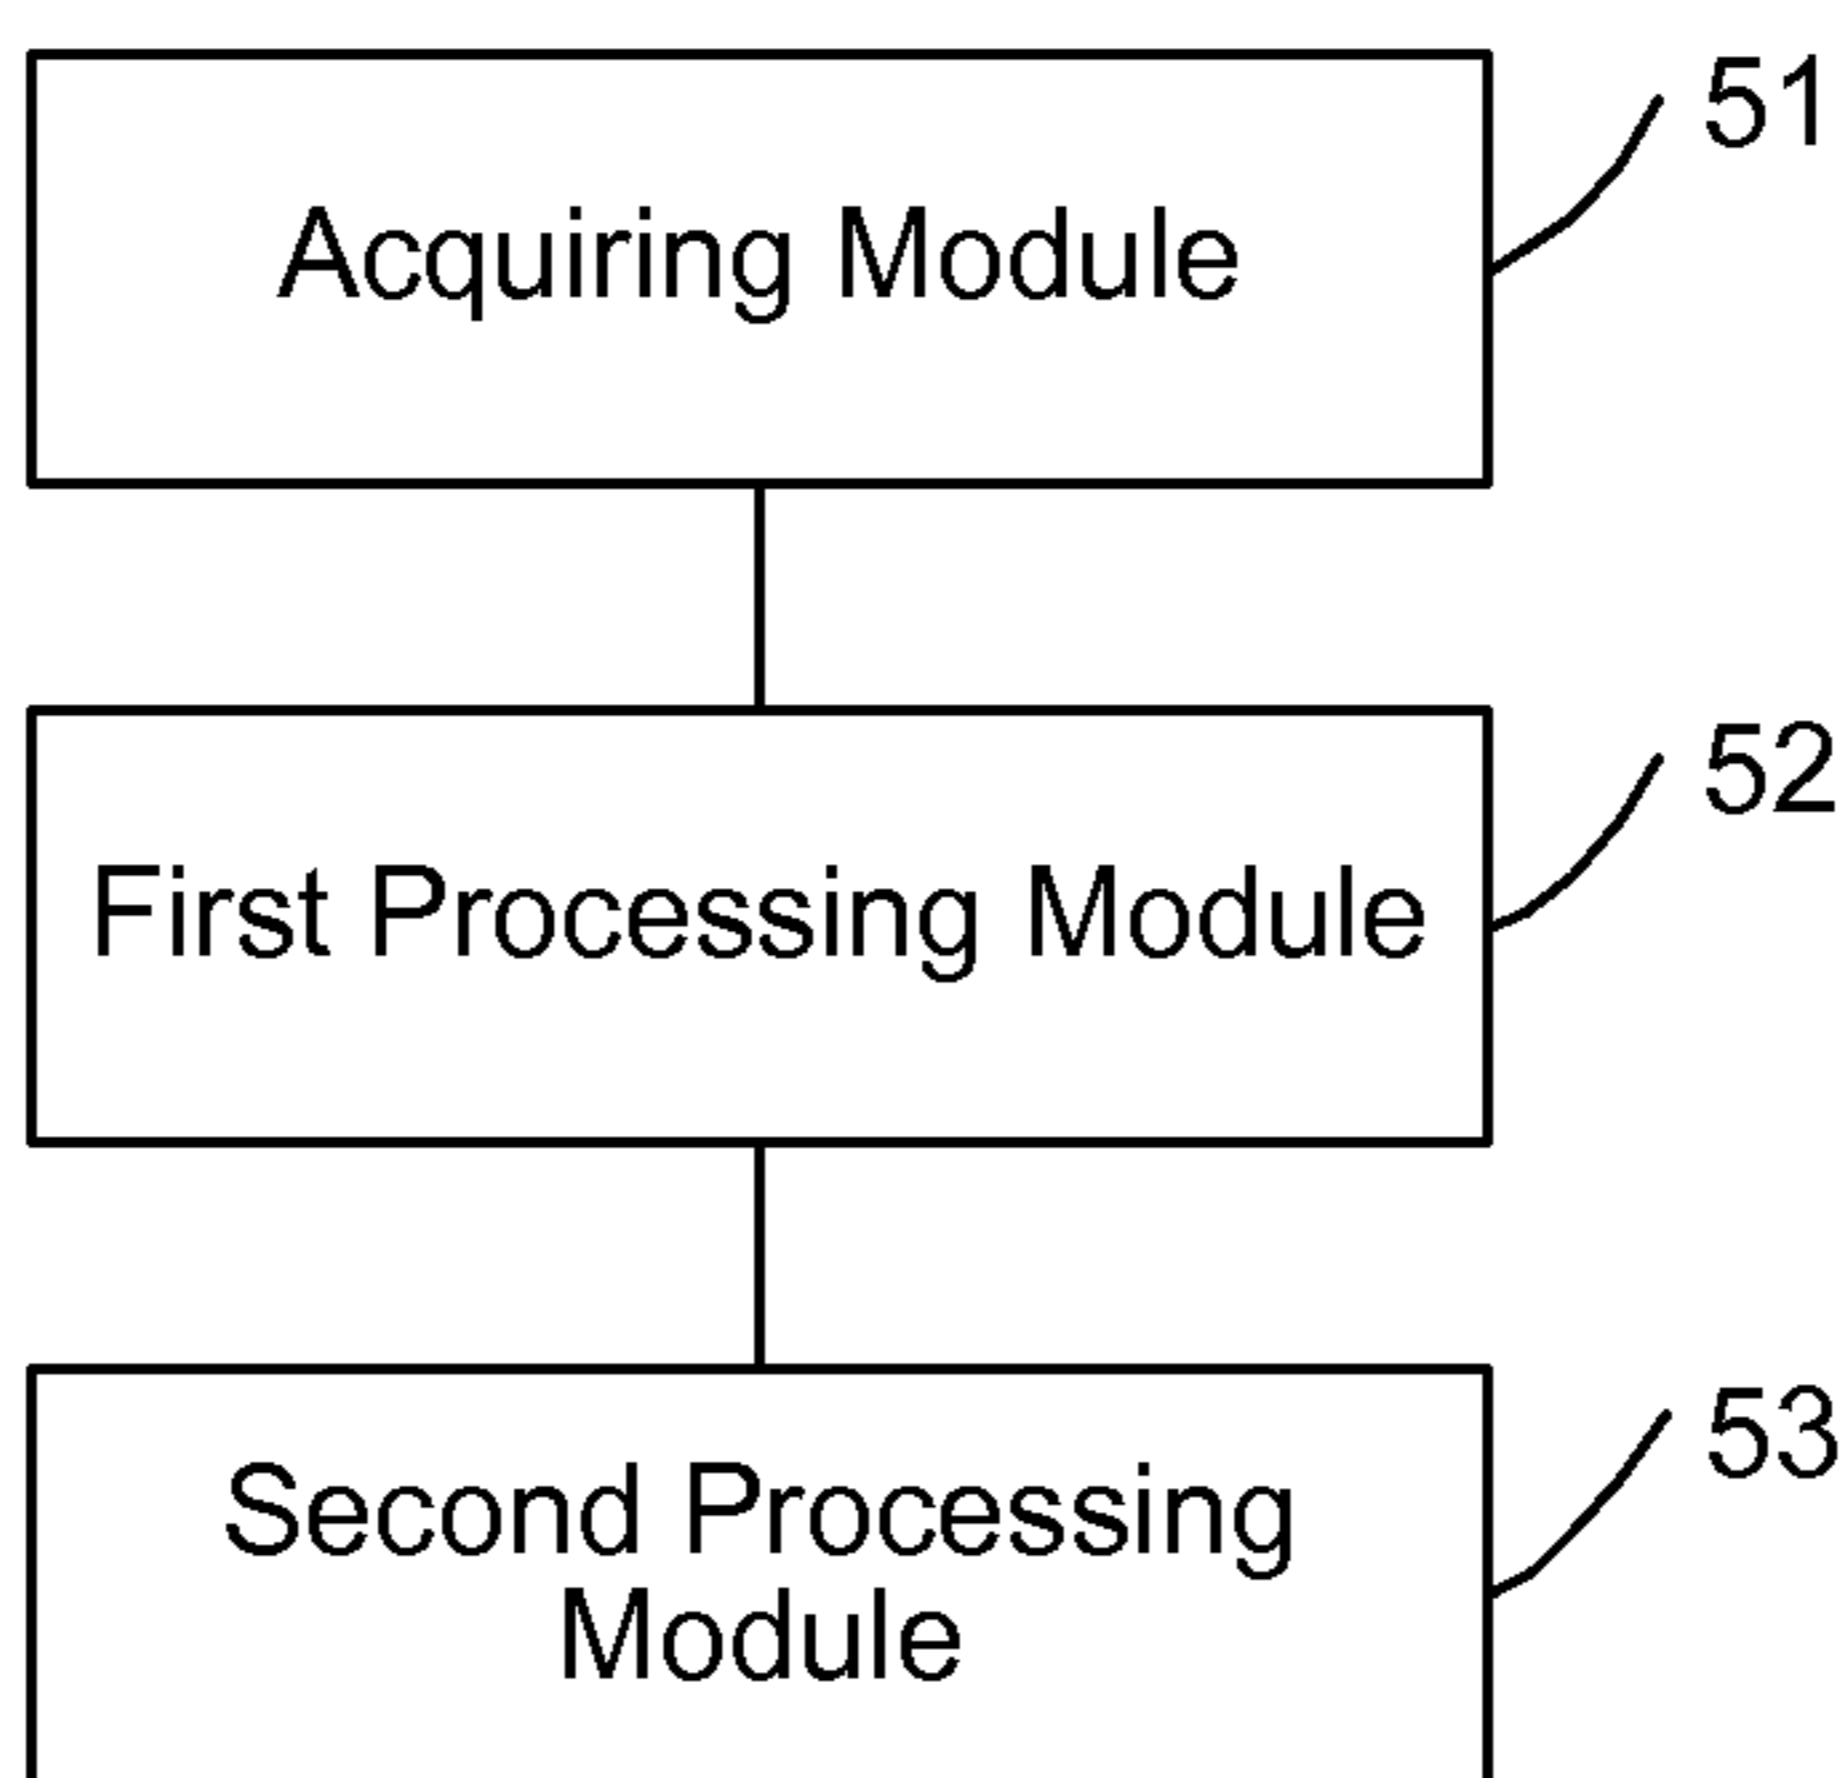 51
Acquiring Module
52
First Processing Module
53
Second Processing
Module